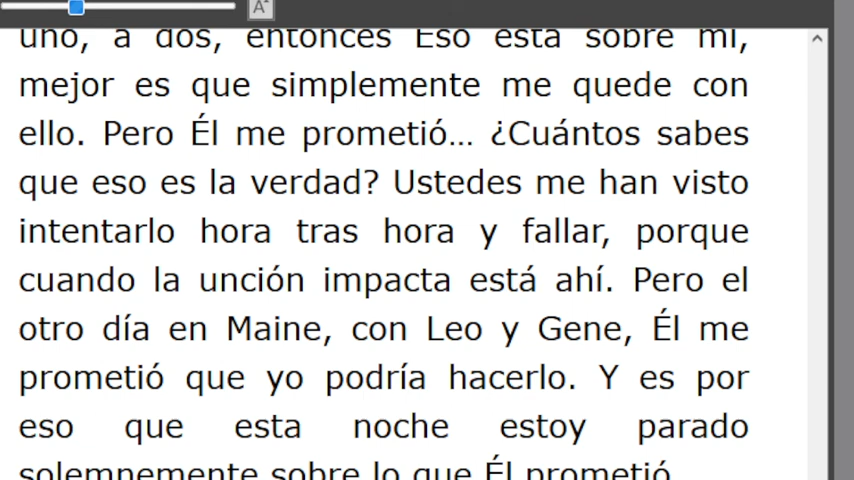 A
uno, a dos, entonces Eso está sobre mí,
mejor es que simplemente me quede con
ello. Pero Él me prometió... ¿Cuántos sabes
que eso es la verdad? Ustedes me han visto
intentarlo hora tras hora y fallar, porque
cuando la unción impacta está ahí. Pero el
otro día en Maine, con Leo y Gene, Él me
prometió que yo podría hacerlo. Y es por
eso que esta noche estoy parado
solemnemente sobre lo que Él prometió.